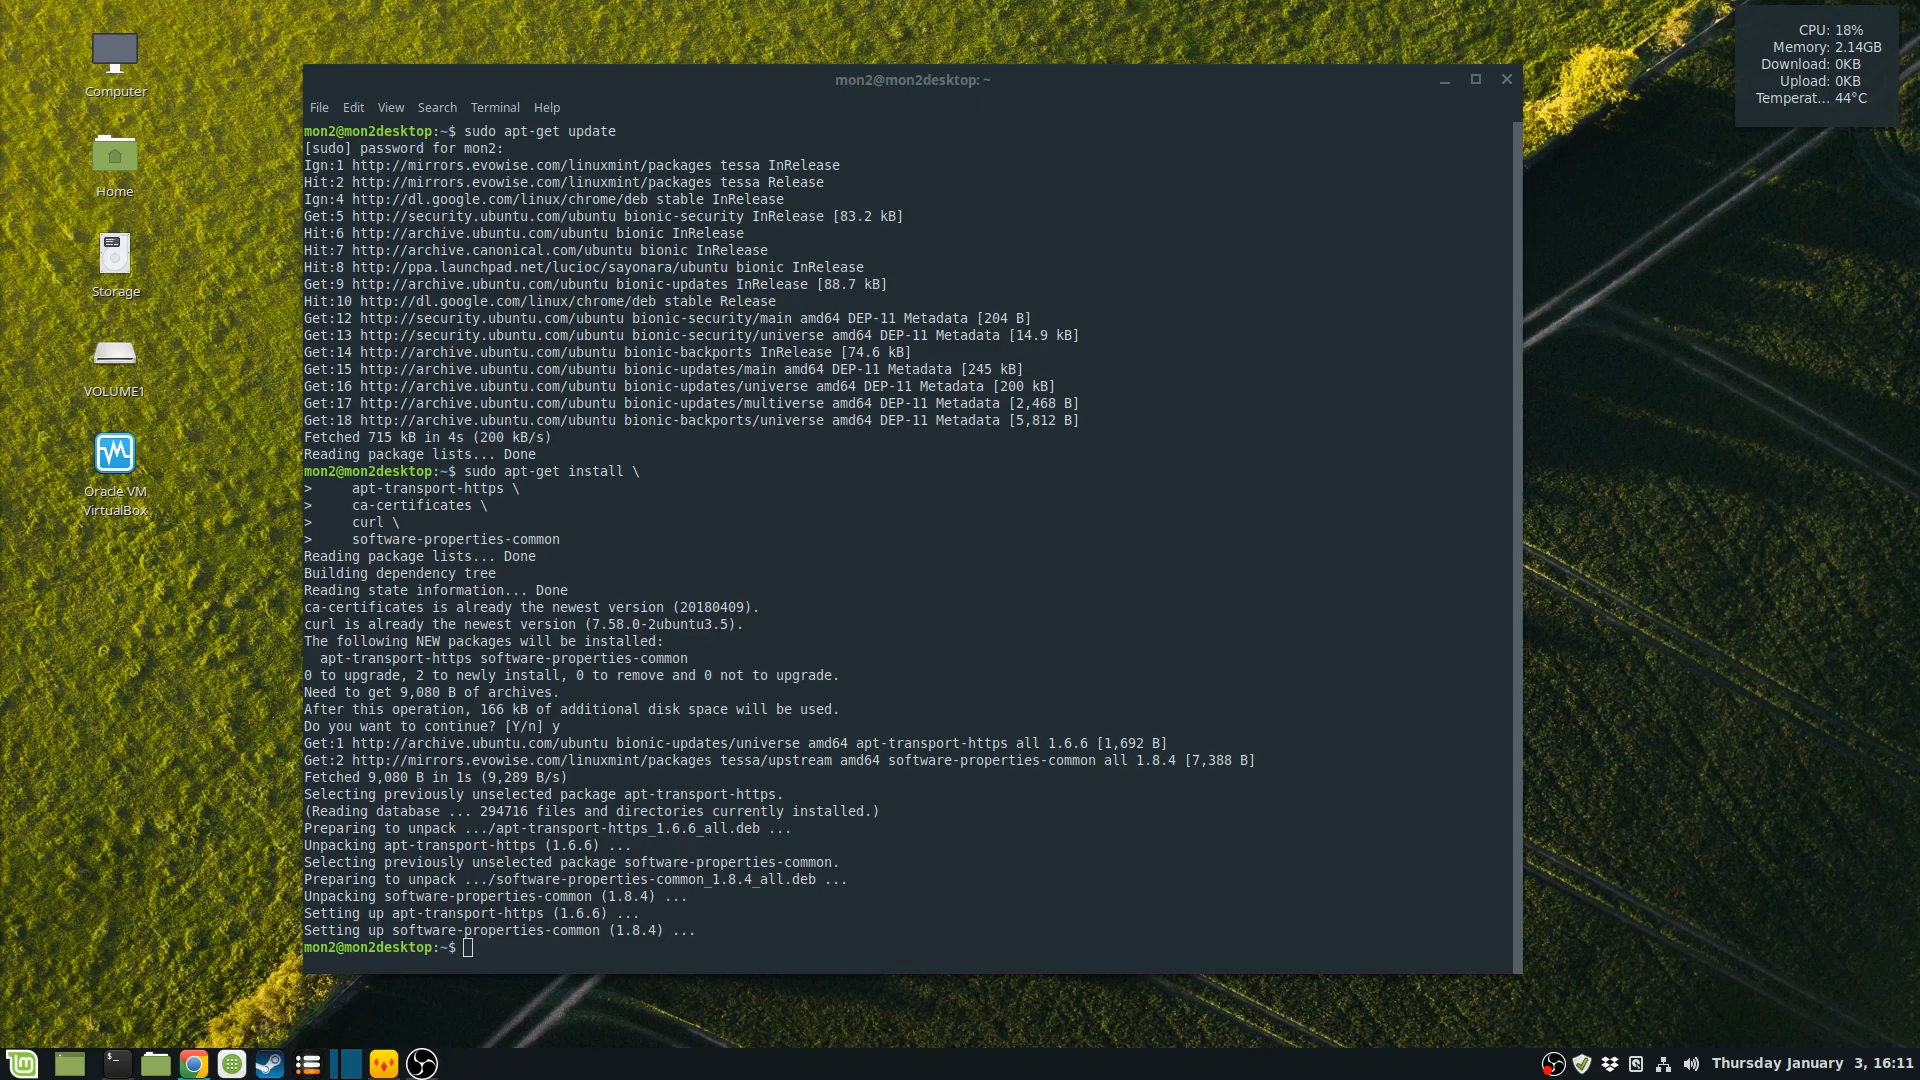 Computer
Home
Storage
VOLUME1
Oracle VM
VirtualBox
CPU: 18%
Memory: 2.14GB
Download: 0KB
Upload: 0KB
Temperat... 44°C
mon2@mon2desktop: ~
File Edit View Search Terminal Help
mon2@mon2desktop:~$ sudo apt-get update
[sudo] password for mon2:
Ign:1 http://mirrors.evowise.com/linuxmint/packages tessa InRelease
Hit:2 http://mirrors.evowise.com/linuxmint/packages tessa Release
Ign:4 http://dl.google.com/linux/chrome/deb stable InRelease
Get:5 http://security.ubuntu.com/ubuntu bionic-security InRelease [83.2 kB]
Hit:6 http://archive.ubuntu.com/ubuntu bionic InRelease
Hit:7 http://archive.canonical.com/ubuntu bionic InRelease
Hit:8 http://ppa.launchpad.net/lucioc/sayonara/ubuntu bionic InRelease
Get:9 http://archive.ubuntu.com/ubuntu bionic-updates InRelease [88.7 kB]
Hit:10 http://dl.google.com/linux/chrome/deb stable Release
Get:12 http://security.ubuntu.com/ubuntu bionic-security/main amd64 DEP-11 Metadata [204 B]
Get:13 http://security.ubuntu.com/ubuntu bionic-security/universe amd64 DEP-11 Metadata [14.9 kB]
Get:14 http://archive.ubuntu.com/ubuntu bionic-backports InRelease [74.6 kB]
Get:15 http://archive.ubuntu.com/ubuntu bionic-updates/main amd64 DEP-11 Metadata [245 kB]
Get:16 http://archive.ubuntu.com/ubuntu bionic-updates/universe amd64 DEP-11 Metadata [200 kB]
Get:17 http://archive.ubuntu.com/ubuntu bionic-updates/multiverse amd64 DEP-11 Metadata [2,468 B]
Get:18 http://archive.ubuntu.com/ubuntu bionic-backports/universe amd64 DEP-11 Metadata [5,812 B]
Fetched 715 kB in 4s (200 kB/s)
Reading package lists... Done
mon2@mon2desktop:~$ sudo apt-get install \
>     apt-transport-https \
>     ca-certificates \
>     curl \
>     software-properties-common
Reading package lists... Done
Building dependency tree
Reading state information... Done
ca-certificates is already the newest version (20180409).
curl is already the newest version (7.58.0-2ubuntu3.5).
The following NEW packages will be installed:
  apt-transport-https software-properties-common
0 to upgrade, 2 to newly install, 0 to remove and 0 not to upgrade.
Need to get 9,080 B of archives.
After this operation, 166 kB of additional disk space will be used.
Do you want to continue? [Y/n] y
Get:1 http://archive.ubuntu.com/ubuntu bionic-updates/universe amd64 apt-transport-https all 1.6.6 [1,692 B]
Get:2 http://mirrors.evowise.com/linuxmint/packages tessa/upstream amd64 software-properties-common all 1.8.4 [7,388 B]
Fetched 9,080 B in 1s (9,289 B/s)
Selecting previously unselected package apt-transport-https.
(Reading database ... 294716 files and directories currently installed.)
Preparing to unpack .../apt-transport-https_1.6.6_all.deb ...
Unpacking apt-transport-https (1.6.6) ...
Selecting previously unselected package software-properties-common.
Preparing to unpack .../software-properties-common_1.8.4_all.deb ...
Unpacking software-properties-common (1.8.4) ...
Setting up apt-transport-https (1.6.6) ...
Setting up software-properties-common (1.8.4) ...
mon2@mon2desktop:~$
Thursday January  3, 16:11